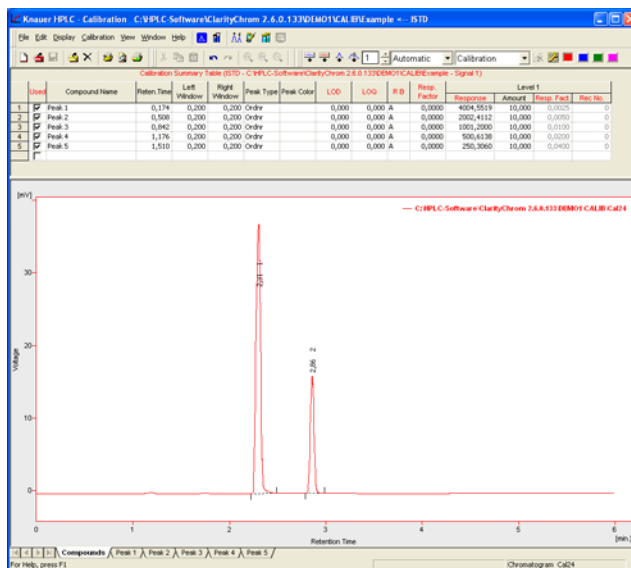 Knauer HPLC - Calibration C:\HPLC-Software\ClarityChrom 2.6.0.133\DEMO1\CALIB\Example <-- ISTD
File Edit Display Calibration View Window Help
1 Automatic Calibration
Calibration Summary Table (ISTD - C:\HPLC-Software\ClarityChrom 2.6.0.133\DEMO1\CALIB\Example - Signal 1)
Used Compound Name Reten.Time Left Window Right Window Peak Type Peak Color LOD LOQ R B Resp. Factor Level 1
Response Amount Resp. Fact. Rec No.
1 Peak 1 0,174 0,200 0,200 Ordnr 0,000 0,000 A 0,0000 4004,5519 10,000 0,0025 0
2 Peak 2 0,508 0,200 0,200 Ordnr 0,000 0,000 A 0,0000 2002,4112 10,000 0,0050 0
3 Peak 3 0,842 0,200 0,200 Ordnr 0,000 0,000 A 0,0000 1001,2000 10,000 0,0100 0
4 Peak 4 1,176 0,200 0,200 Ordnr 0,000 0,000 A 0,0000 500,6138 10,000 0,0200 0
5 Peak 5 1,510 0,200 0,200 Ordnr 0,000 0,000 A 0,0000 250,3060 10,000 0,0400 0
[mV]
C:\HPLC-Software\ClarityChrom 2.6.0.133\DEMO1\CALIB\Cal24
30
20
10
0
Voltage
2,31 1
2,86 2
0 1 2 3 4 5 6
Retention Time
[min.]
Compounds Peak 1 Peak 2 Peak 3 Peak 4 Peak 5
For Help, press F1
Chromatogram Cal24